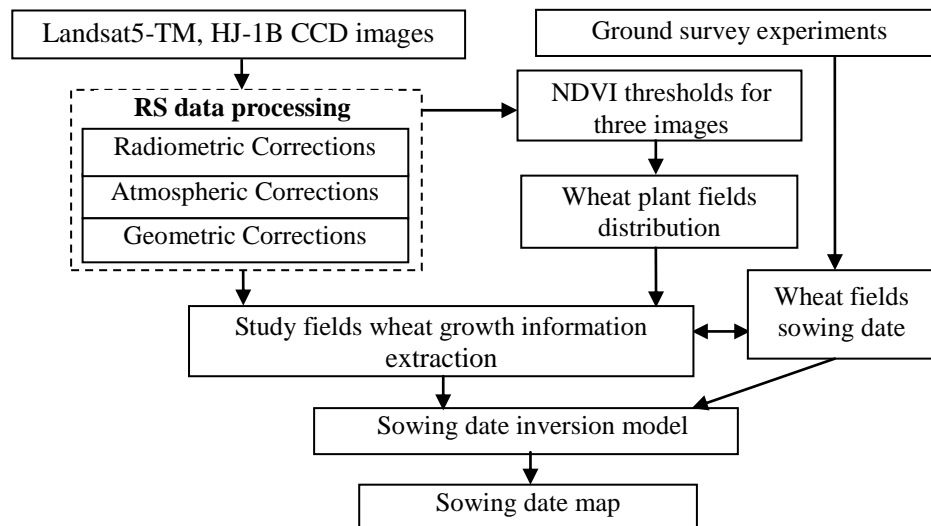 Landsat5-TM, HJ-1B CCD images
Ground survey experiments
RS data processing
Radiometric Corrections
Atmospheric Corrections
Geometric Corrections
NDVI thresholds for
three images
Wheat plant fields
distribution
Wheat fields
sowing date
Study fields wheat growth information
extraction
Sowing date inversion model
Sowing date map